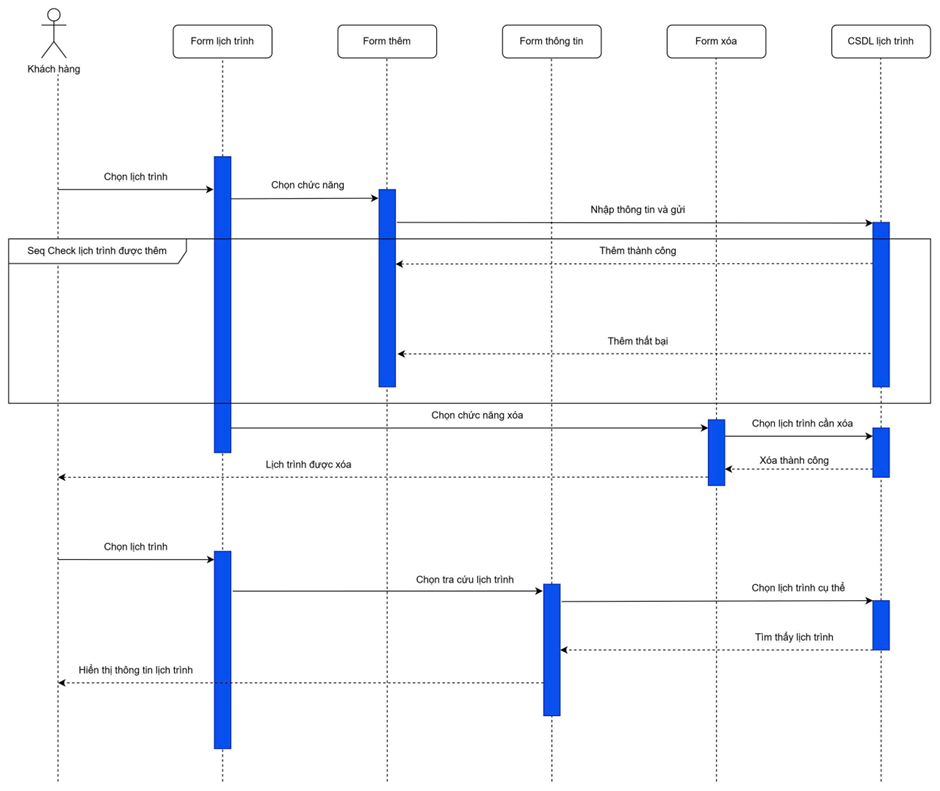 Khách hàng
Form lịch trình
Form thêm
Form thông tin
Form xóa
CSDL lịch trình
Chọn lịch trình
Chọn chức năng
Nhập thông tin và gửi
Seq Check lịch trình được thêm
Thêm thành công
Thêm thất bại
Chọn chức năng xóa
Chọn lịch trình cần xóa
Xóa thành công
Lịch trình được xóa
Chọn lịch trình
Chọn tra cứu lịch trình
Chọn lịch trình cụ thể
Tìm thấy lịch trình
Hiển thị thông tin lịch trình